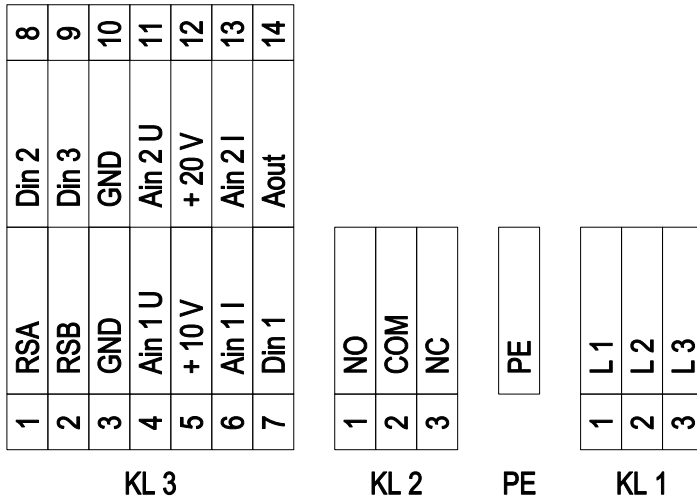 8 9 10 11 12 13 14
Din 2 Din 3 GND Ain 2 U + 20 V Ain 2 I Aout
RSA RSB GND Ain 1 U + 10 V Ain 1 I Din 1
1 2 3 4 5 6 7
KL 3
NO COM NC
1 2 3
KL 2
PE
PE
L 1 L 2 L 3
1 2 3
KL 1